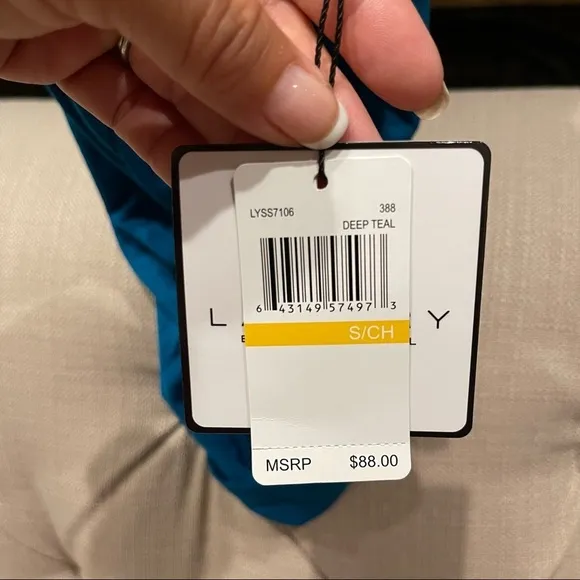 LYSS7106 388
DEEP TEAL
6 43149 57497 3
S/CH
L Y
MSRP $88.00